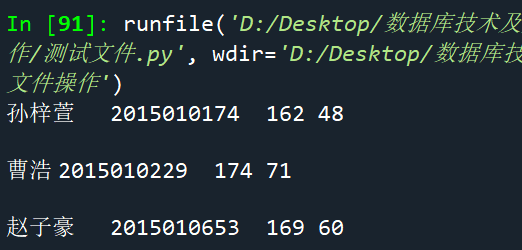 In [91]: runfile('D:/Desktop/数据库技术及
作/测试文件.py', wdir='D:/Desktop/数据库技
文件操作')
孙梓萱 2015010174 162 48
曹浩 2015010229 174 71
赵子豪 2015010653 169 60